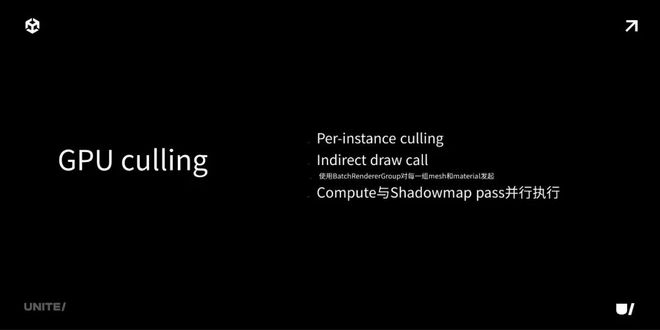 GPU culling
Per-instance culling
Indirect draw call
使用BatchRendererGroup对每一组mesh和material发起
Compute与Shadowmap pass并行执行
UNITE/
U/